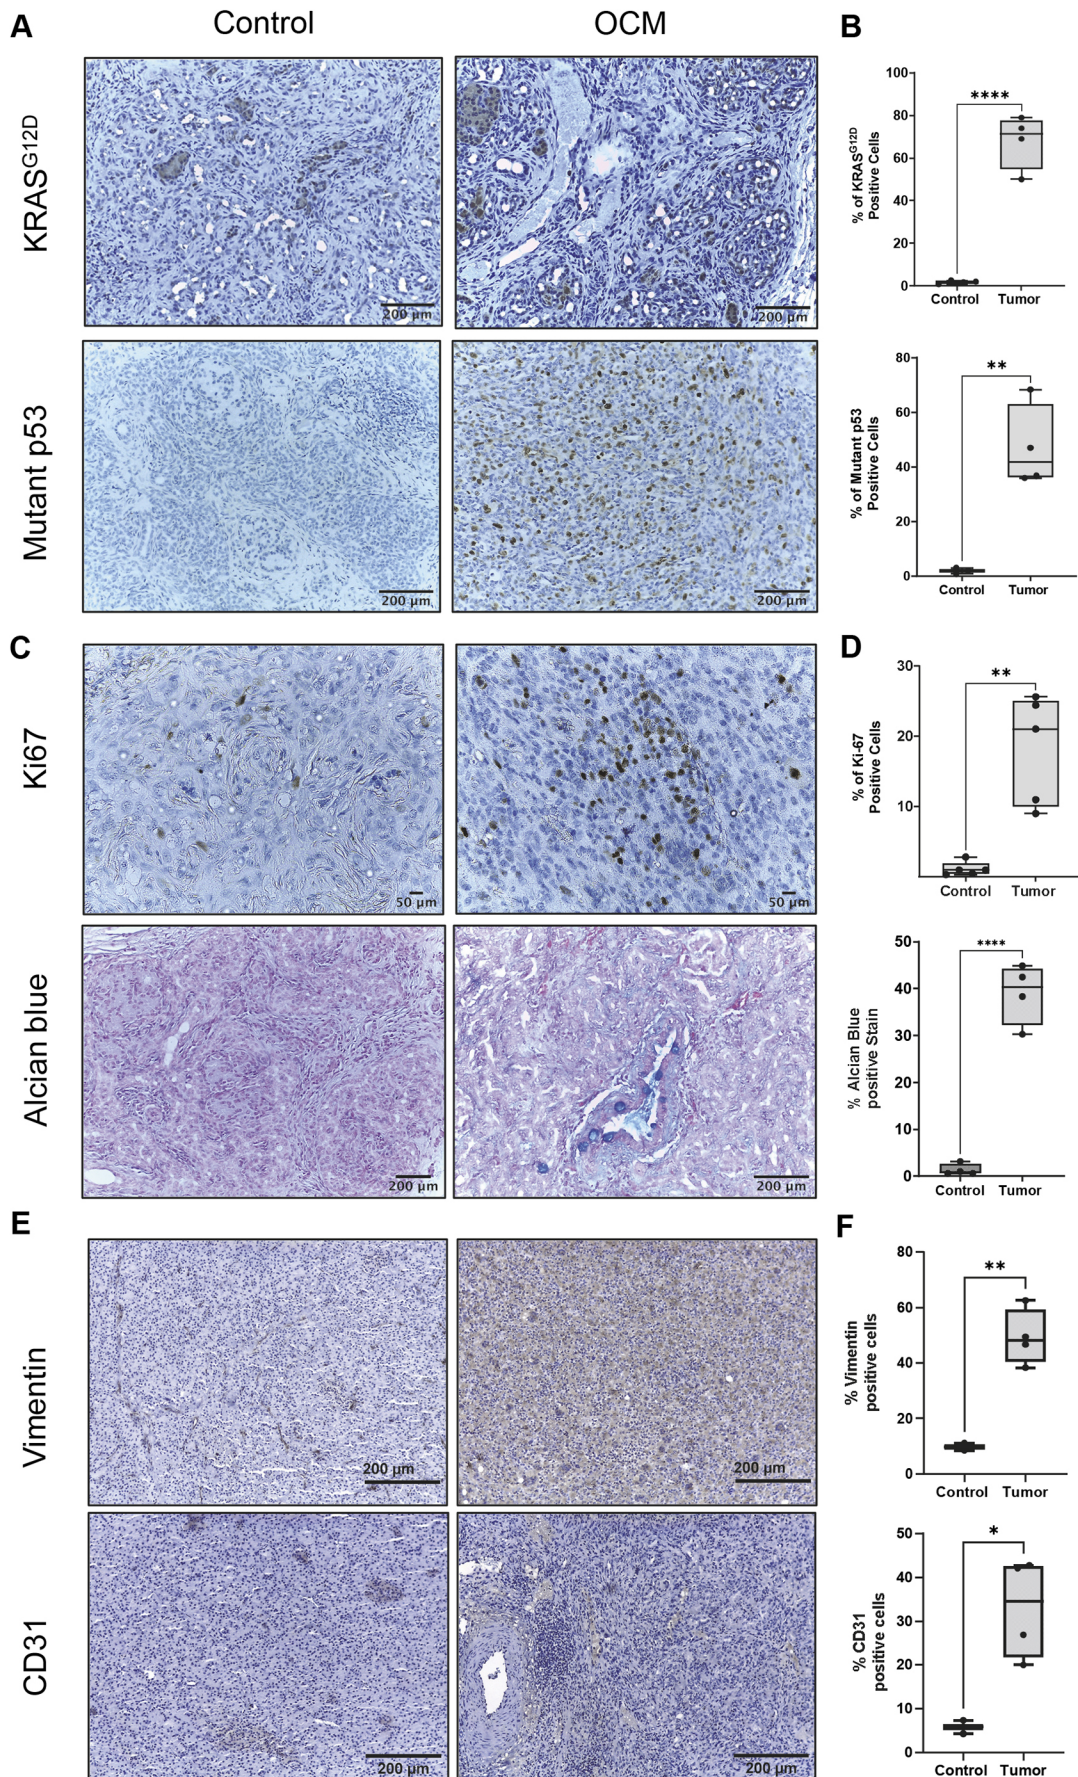 A
Control
OCM
B
KRASG12D
200 µm
200 µm
% of KRASG12D
Positive Cells
100
80
60
40
20
0
****
Control
Tumor
Mutant p53
200 µm
200 µm
% of Mutant p53
Positive Cells
80
60
40
20
0
**
Control
Tumor
C
D
Ki67
50 µm
50 µm
% of Ki-67
Positive Cells
30
20
10
**
Control
Tumor
Alcian blue
200 µm
200 µm
% Alcian Blue
positive Stain
50
40
30
20
10
0
****
Control
Tumor
E
F
Vimentin
200 µm
200 µm
% Vimentin
positive cells
80
60
40
20
0
**
Control
Tumor
CD31
200 µm
200 µm
% CD31
positive cells
50
40
30
20
10
0
*
Control
Tumor